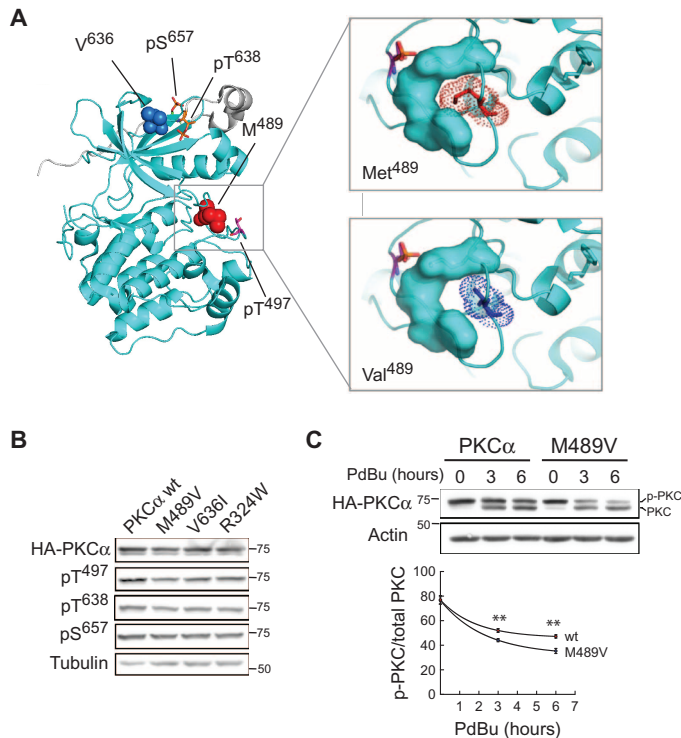 A
V636
pS657
pT638
M489
pT497
Met489
Val489
B
PKCα wt
M489V
V636I
R324W
HA-PKCα
75
pT497
75
pT638
75
pS657
75
Tubulin
50
C
PKCα M489V
PdBu (hours) 0 3 6 0 3 6
HA-PKCα 75 p-PKC
PKC
50
Actin
p-PKC/total PKC
80
60
40
20
0
** **
wt
M489V
1 2 3 4 5 6 7
PdBu (hours)